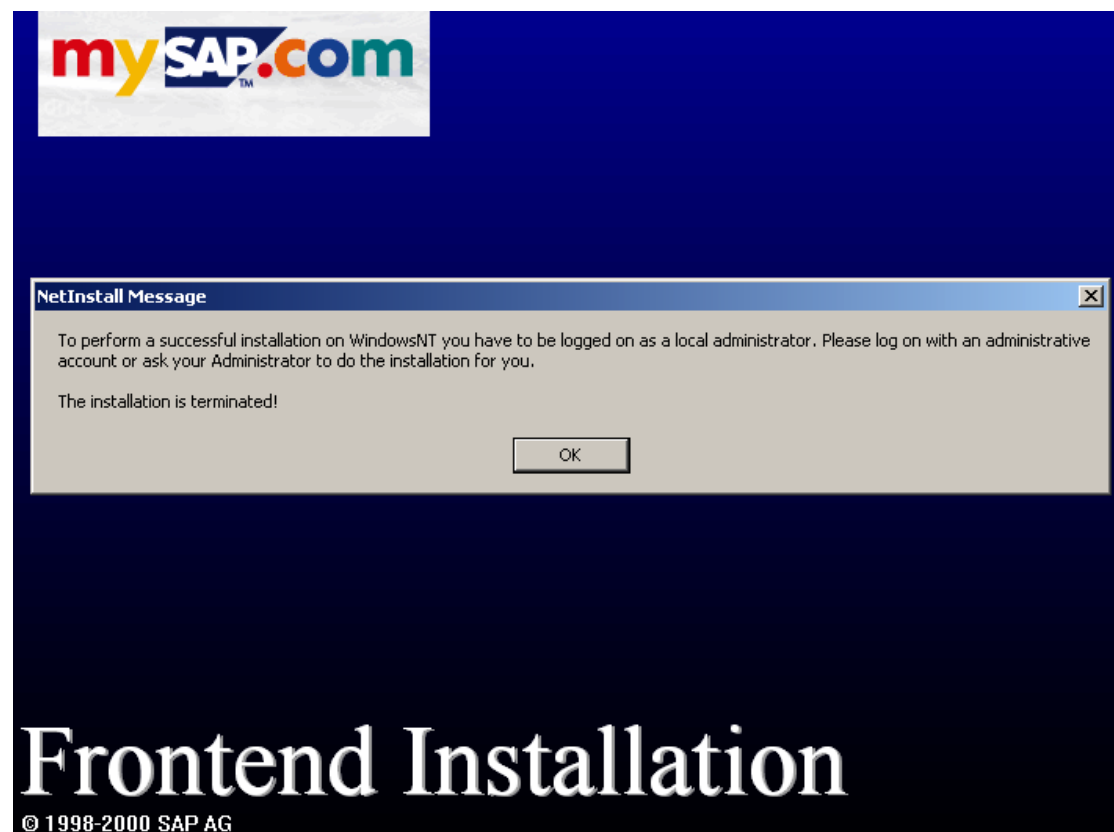 mySAP.com
TM
NetInstall Message
To perform a successful installation on WindowsNT you have to be logged on as a local administrator. Please log on with an administrative
account or ask your Administrator to do the installation for you.
The installation is terminated!
OK
Frontend Installation
© 1998-2000 SAP AG